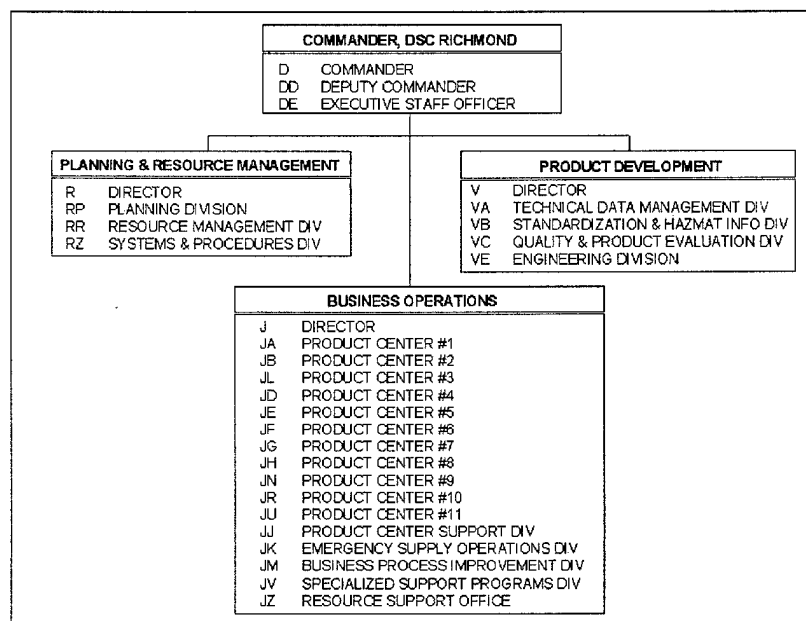 COMMANDER, DSC RICHMOND
D COMMANDER
DD DEPUTY COMMANDER
DE EXECUTIVE STAFF OFFICER
PLANNING & RESOURCE MANAGEMENT
R DIRECTOR
RP PLANNING DIVISION
RR RESOURCE MANAGEMENT DIV
RZ SYSTEMS & PROCEDURES DIV
PRODUCT DEVELOPMENT
V DIRECTOR
VA TECHNICAL DATA MANAGEMENT DIV
VB STANDARDIZATION & HAZMAT INFO DIV
VC QUALITY & PRODUCT EVALUATION DIV
VE ENGINEERING DIVISION
BUSINESS OPERATIONS
J DIRECTOR
JA PRODUCT CENTER #1
JB PRODUCT CENTER #2
JL PRODUCT CENTER #3
JD PRODUCT CENTER #4
JE PRODUCT CENTER #5
JF PRODUCT CENTER #6
JG PRODUCT CENTER #7
JH PRODUCT CENTER #8
JN PRODUCT CENTER #9
JR PRODUCT CENTER #10
JU PRODUCT CENTER #11
JJ PRODUCT CENTER SUPPORT DIV
JK EMERGENCY SUPPLY OPERATIONS DIV
JM BUSINESS PROCESS IMPROVEMENT DIV
JV SPECIALIZED SUPPORT PROGRAMS DIV
JZ RESOURCE SUPPORT OFFICE